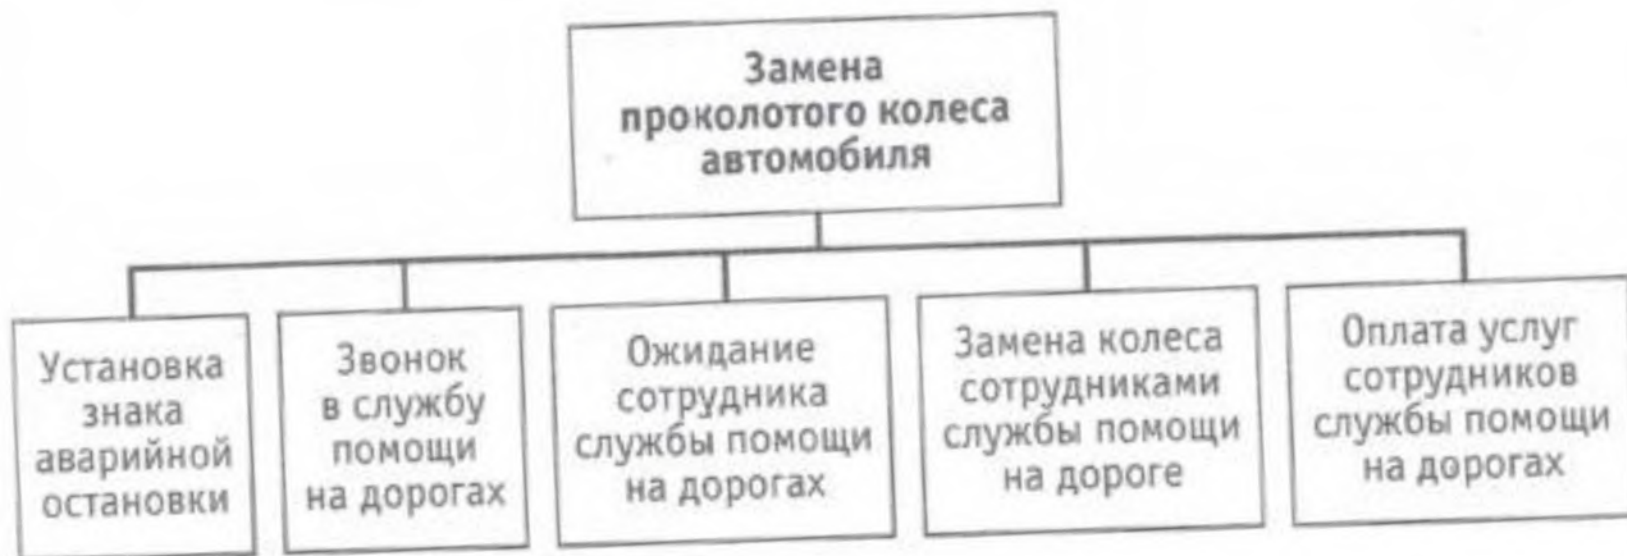 Замена
проколотого колеса
автомобиля
Установка
знака
аварийной
остановки
Звонок
в службу
помощи
на дорогах
Ожидание
сотрудника
службы помощи
на дорогах
Замена колеса
сотрудниками
службы помощи
на дороге
Оплата услуг
сотрудников
службы помощи
на дорогах